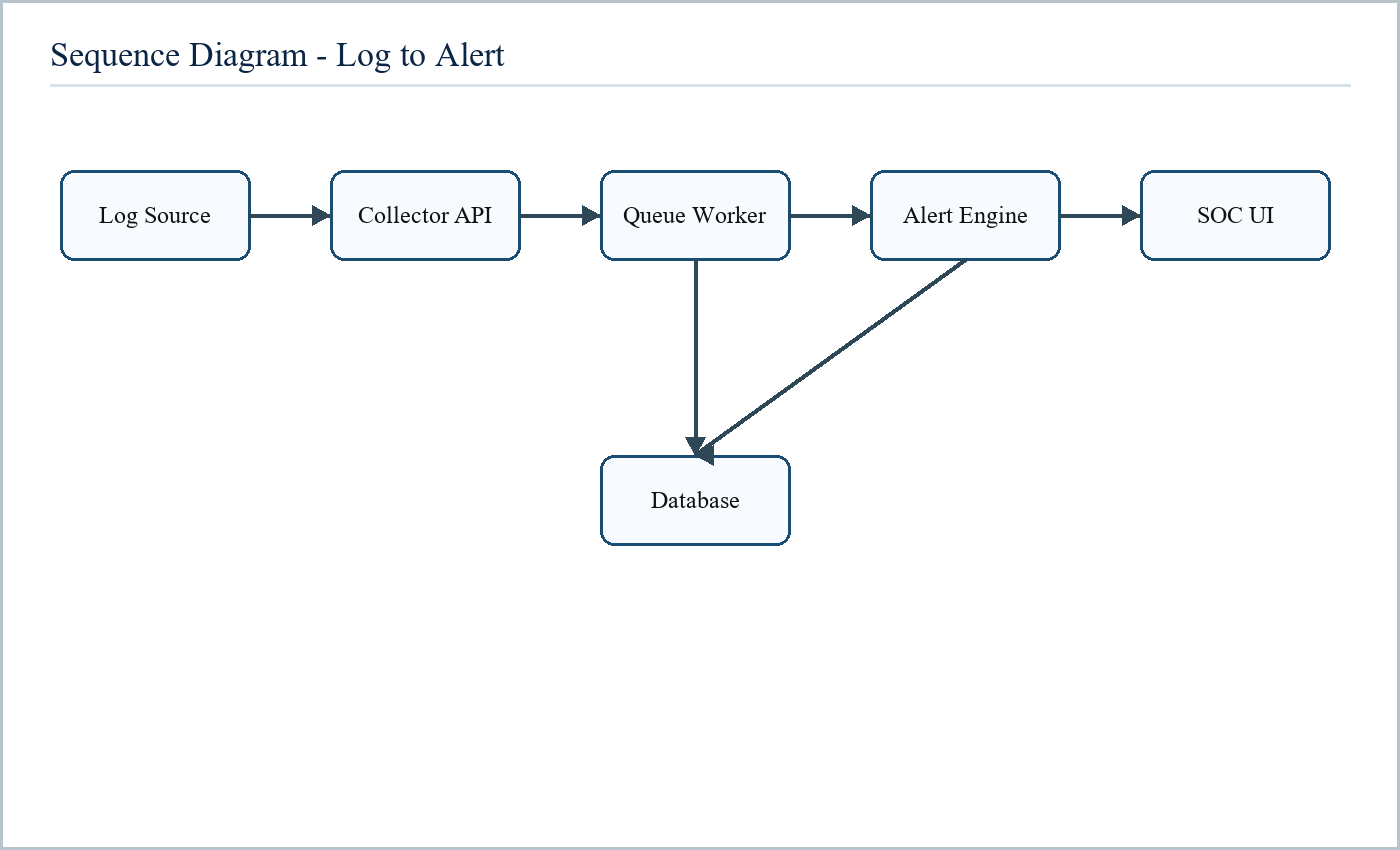 Sequence Diagram - Log to Alert
Log Source
Collector API
Queue Worker
Alert Engine
SOC UI
Database